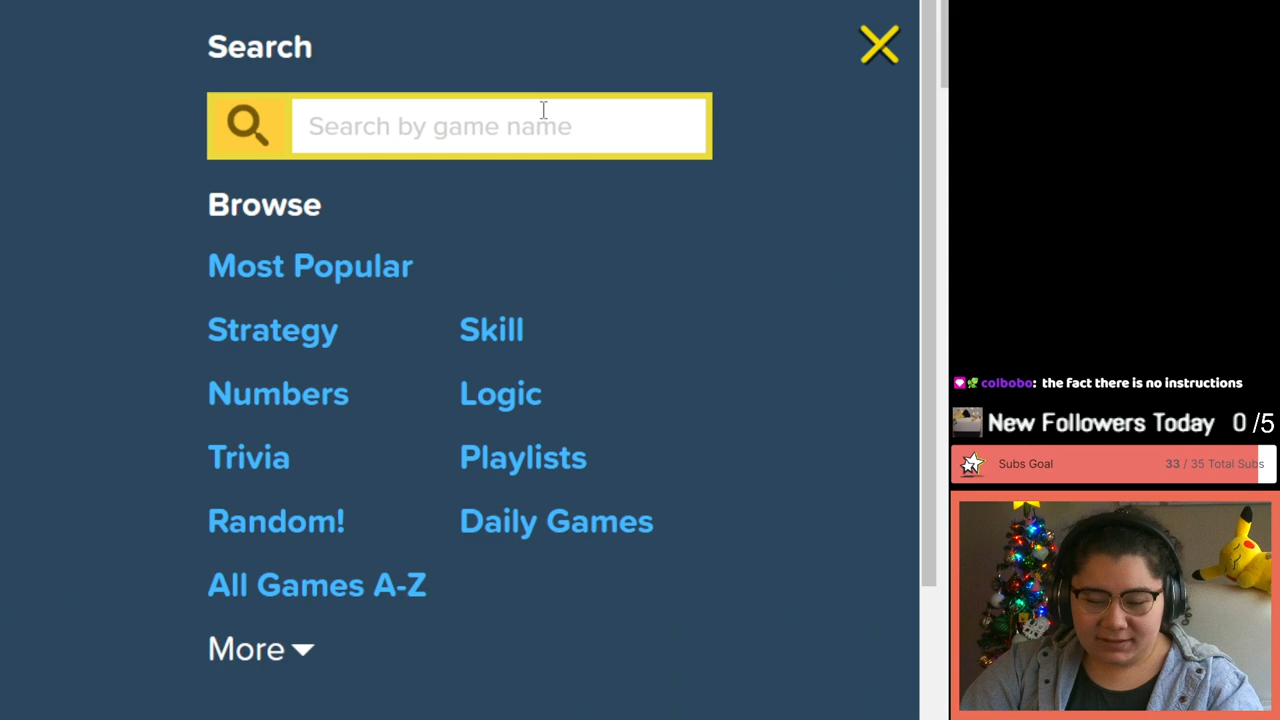 Search
Search by game name
Browse
Most Popular
Strategy
Skill
Numbers
Logic
Trivia
Playlists
Random!
Daily Games
All Games A-Z
More
colbobo: the fact there is no instructions
New Followers Today 0 /5
Subs Goal 33 / 35 Total Subs